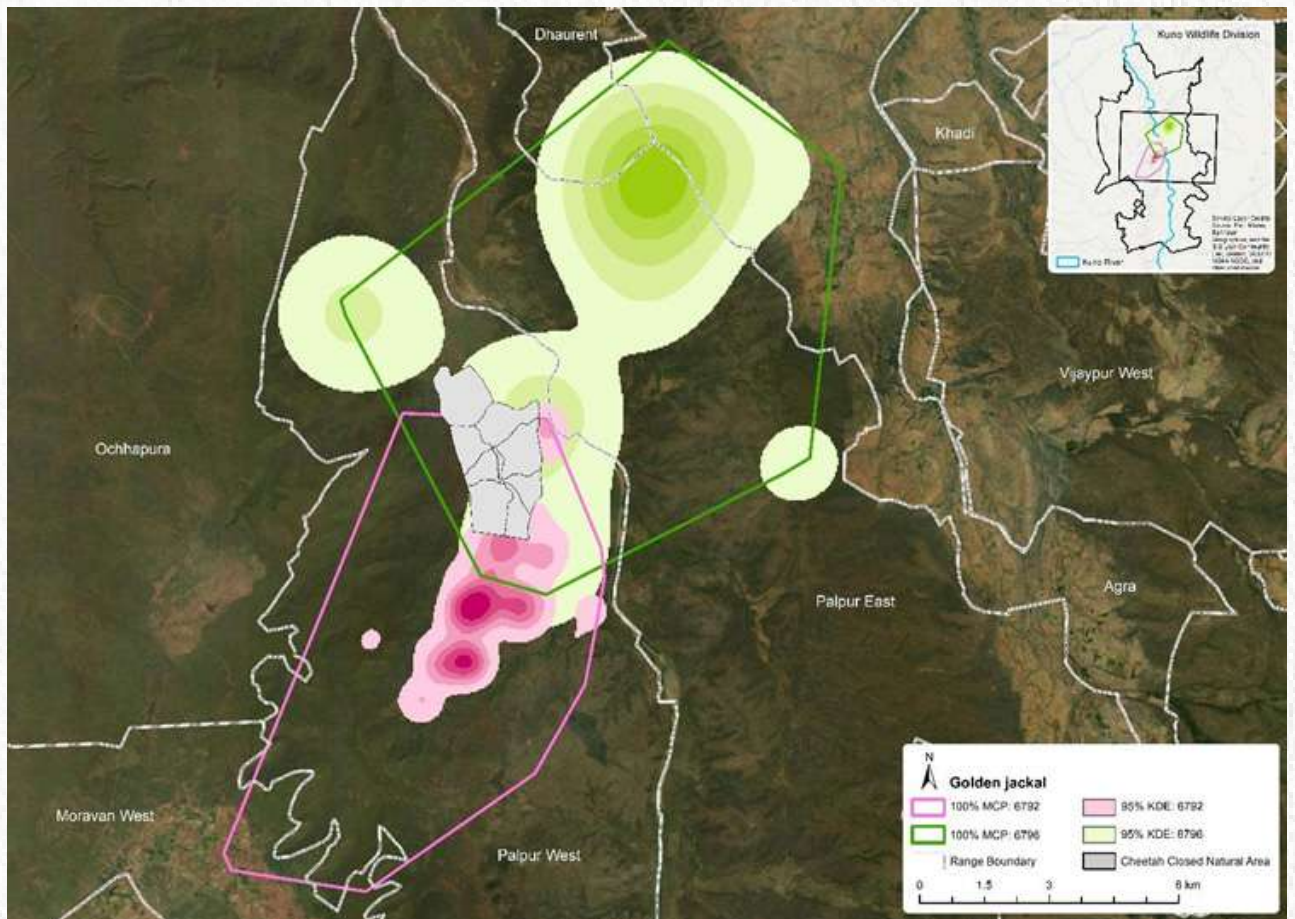 Dhaurent
Kuno Wildlife Division
Khadi
Kuno River
Vijaypur West
Ochhapura
Agra
Palpur East
Moravan West
Palpur West
N
Golden jackal
100% MCP: 6792
95% KDE: 6792
100% MCP: 6796
95% KDE: 6796
Range Boundary
Cheetah Closed Natural Area
0 1.5 3 6 km